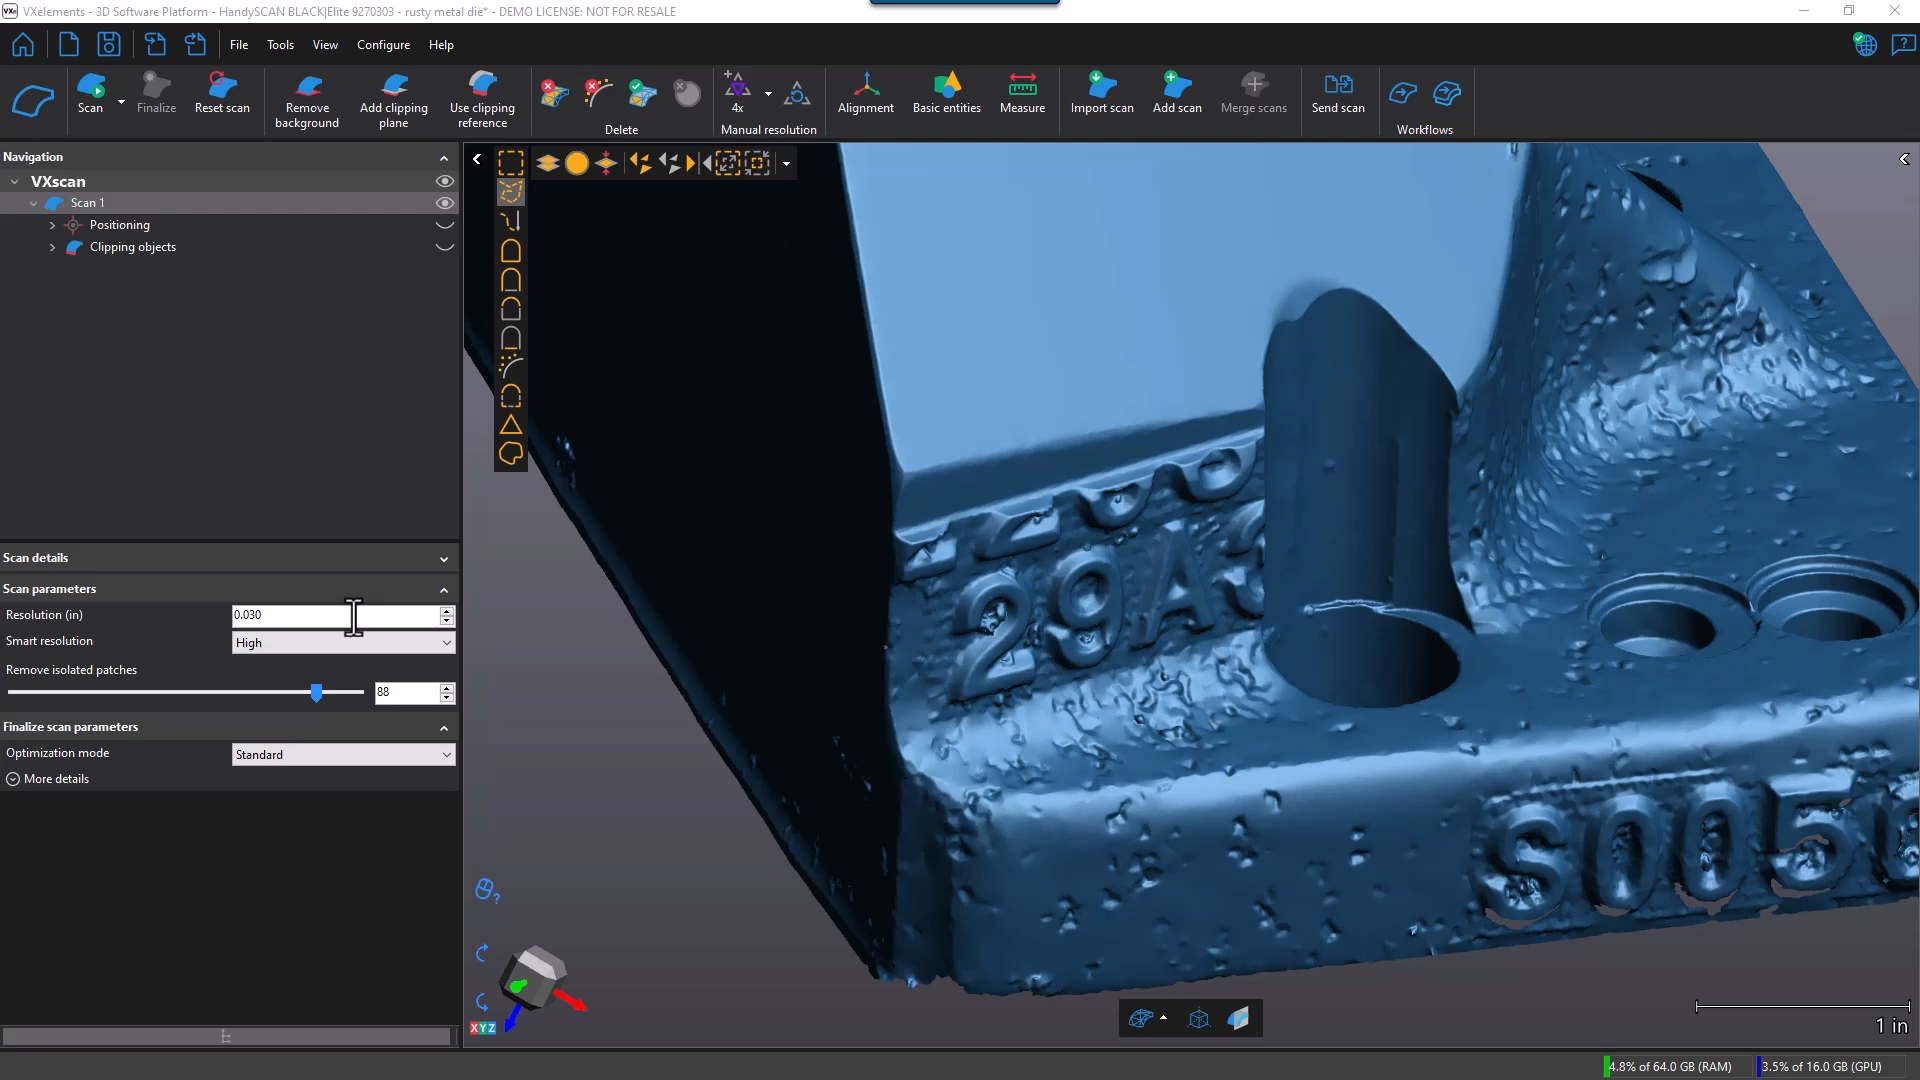 VXelements - 3D Software Platform - HandySCAN BLACK|Elite 9270303 - rusty metal die* - DEMO LICENSE: NOT FOR RESALE
File Tools View Configure Help
Scan
Finalize
Reset scan
Remove background
Add clipping plane
Use clipping reference
Delete
4x
Manual resolution
Alignment
Basic entities
Measure
Import scan
Add scan
Merge scans
Send scan
Workflows
Navigation
VXscan
Scan 1
Positioning
Clipping objects
Scan details
Scan parameters
Resolution (in) 0.030
Smart resolution High
Remove isolated patches
88
Finalize scan parameters
Optimization mode Standard
More details
29A
S005
XYZ
1 in
4.8% of 64.0 GB (RAM) 3.5% of 16.0 GB (GPU)